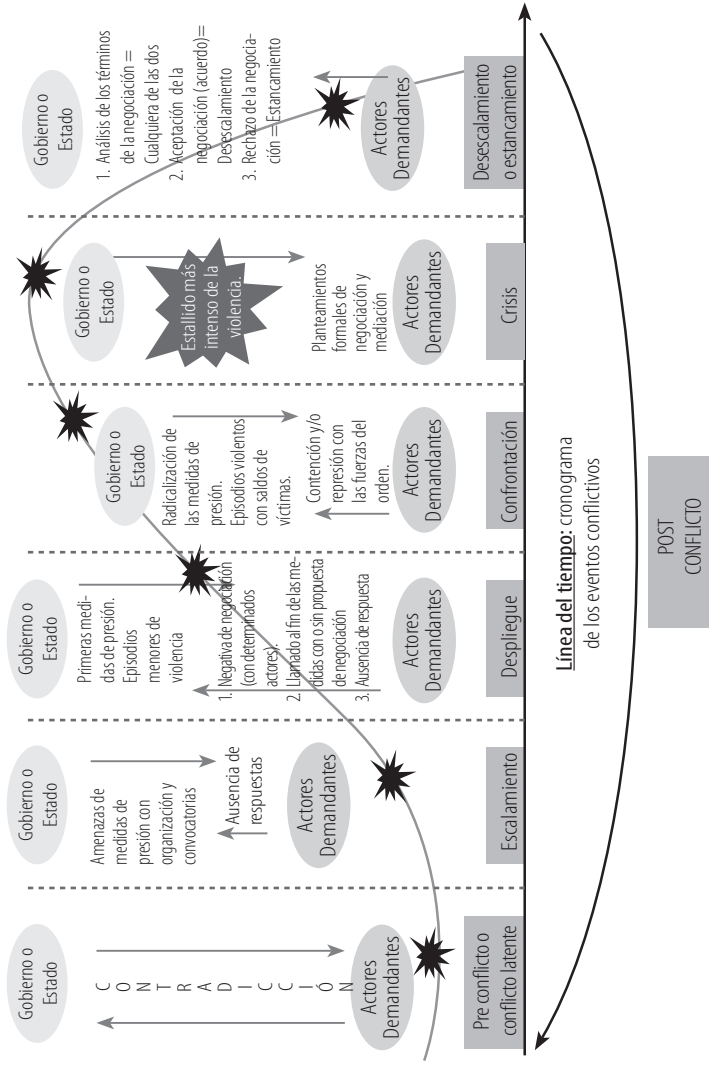 Gobierno o
Estado
C
O
N
T
R
A
D
I
C
C
I
Ó
N
Actores
Demandantes
Pre conflicto o
conflicto latente
Gobierno o
Estado
Amenazas de
medidas de
presión con
organización y
convocatorias
Ausencia de
respuestas
Actores
Demandantes
Escalamiento
Gobierno o
Estado
Primeras medi-
das de presión.
Episodios
menores de
violencia
1. Negativa de negociación
(con determinados
actores).
2. Llamado al fin de las me-
didas con o sin propuesta
de negociación
3. Ausencia de respuesta
Actores
Demandantes
Despliegue
Gobierno o
Estado
Radicalización de
las medidas de
presión.
Episodios violentos
con saldos de
víctimas.
Contención y/o
represión con
las fuerzas del
orden.
Actores
Demandantes
Confrontación
Gobierno o
Estado
Estallido más
intenso de la
violencia.
Planteamientos
formales de
negociación y
mediación
Actores
Demandantes
Crisis
Gobierno o
Estado
1. Análisis de los términos
de la negociación =
Cualquiera de las dos
2. Aceptación de la
negociación (acuerdo)=
Desescalamiento
3. Rechazo de la negocia-
ción = Estancamiento
Actores
Demandantes
Desescalamiento
o estancamiento
Línea del tiempo: cronograma
de los eventos conflictivos
POST
CONFLICTO